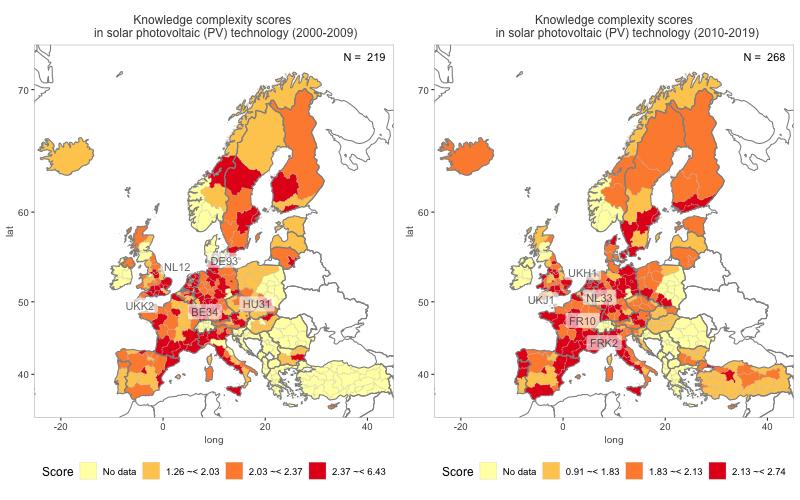 Knowledge complexity scores
in solar photovoltaic (PV) technology (2000-2009)
N = 219
70
60
50
40
lat
-20
0
20
40
long
NL12
DE93
UKK2
BE34
HU31
Score
No data
1.26 ~< 2.03
2.03 ~< 2.37
2.37 ~< 6.43
Knowledge complexity scores
in solar photovoltaic (PV) technology (2010-2019)
N = 268
70
60
50
40
lat
-20
0
20
40
long
UKH1
UKJ1
NL33
FR10
FRK2
Score
No data
0.91 ~< 1.83
1.83 ~< 2.13
2.13 ~< 2.74